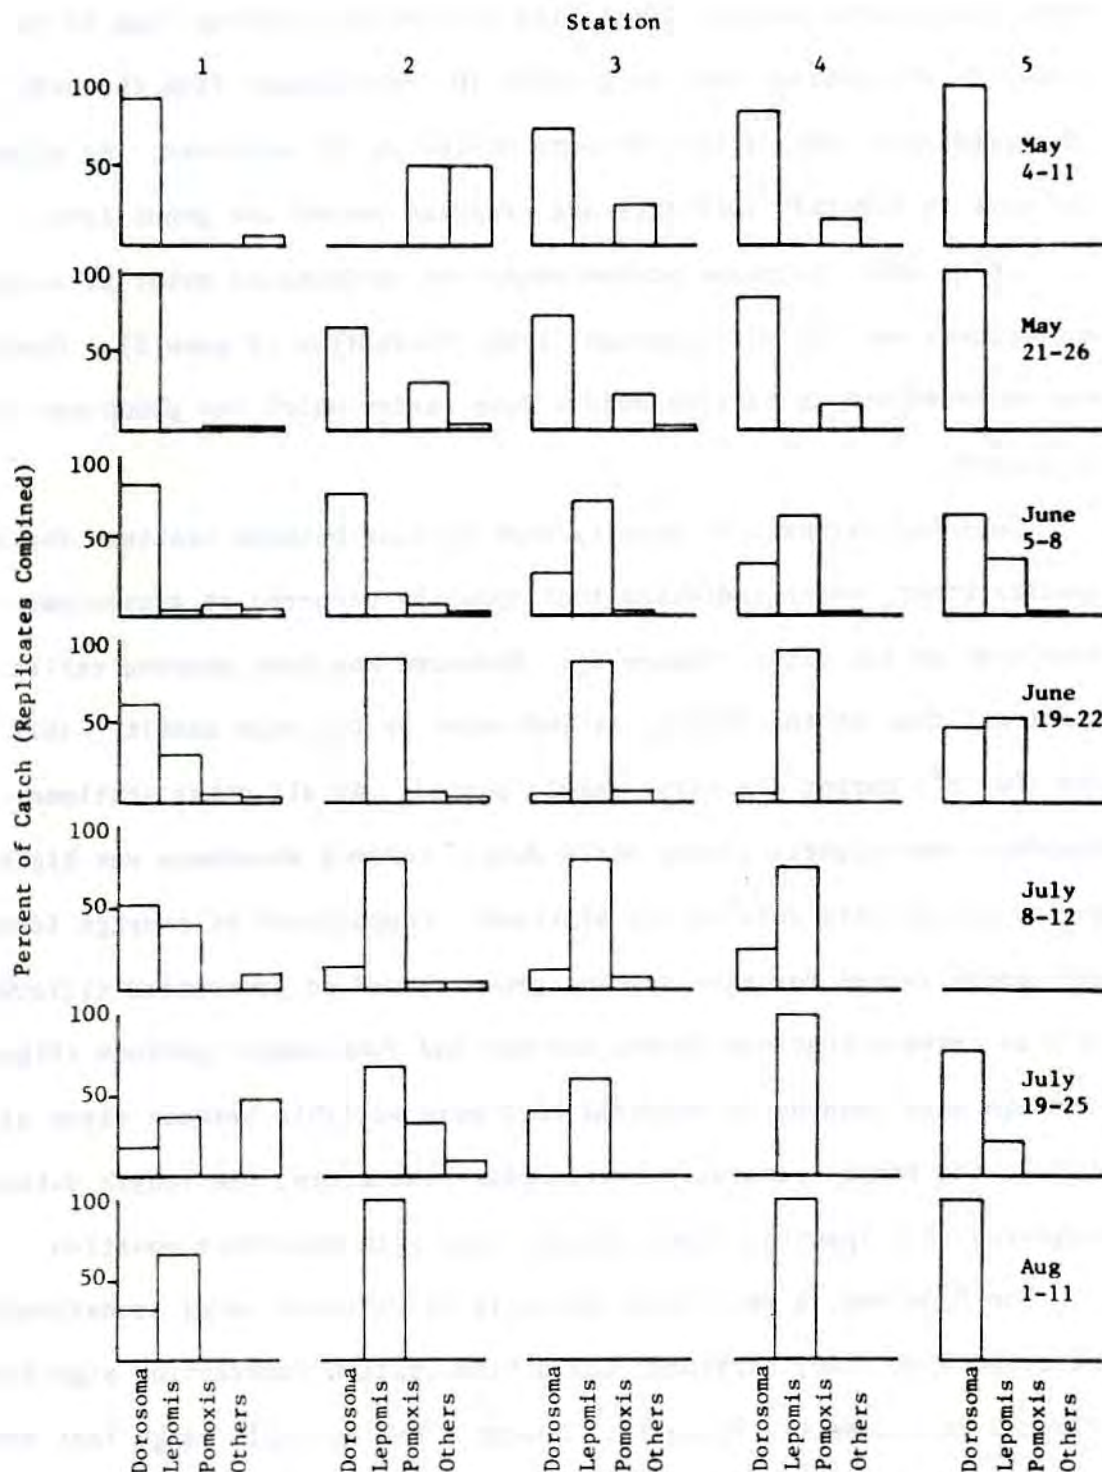 Station
1 2 3 4 5
100
50
May
4-11
100
50
May
21-26
100
50
June
5-8
100
50
June
19-22
100
50
July
8-12
100
50
July
19-25
100
50
Aug
1-11
Percent of Catch (Replicates Combined)
Dorosoma
Lepomis
Pomoxis
Others
Dorosoma
Lepomis
Pomoxis
Others
Dorosoma
Lepomis
Pomoxis
Others
Dorosoma
Lepomis
Pomoxis
Others
Dorosoma
Lepomis
Pomoxis
Others